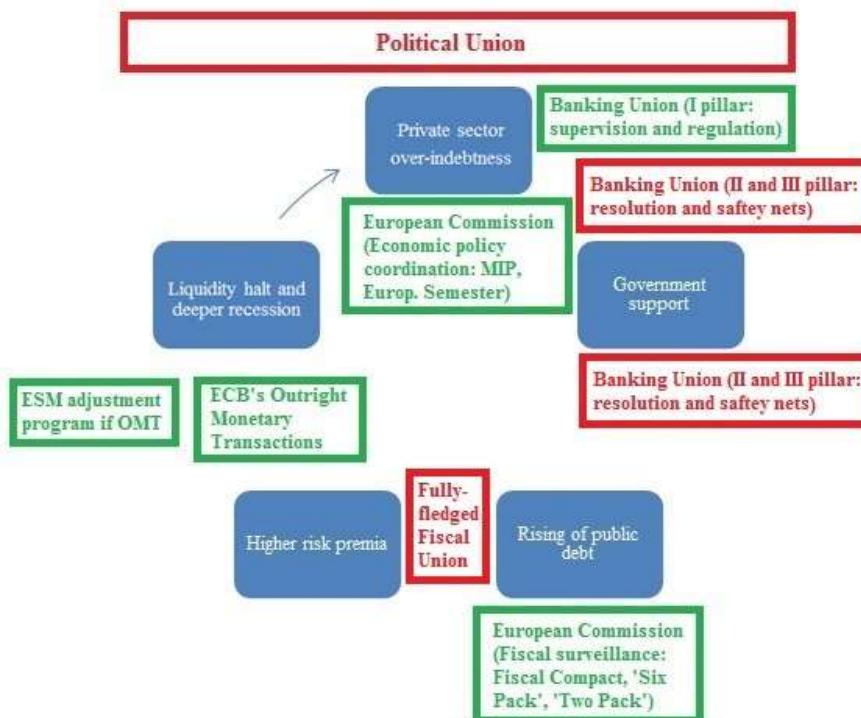 Political Union
Private sector
over-indebtness
Banking Union (I pillar:
supervision and regulation)
Banking Union (II and III pillar:
resolution and saftey nets)
European Commission
(Economic policy
coordination: MIP,
Europ. Semester)
Liquidity halt and
deeper recession
Government
support
Banking Union (II and III pillar:
resolution and saftey nets)
ESM adjustment
program if OMT
ECB's Outright
Monetary
Transactions
Higher risk premia
Fully-
fledged
Fiscal
Union
Rising of public
debt
European Commission
(Fiscal surveillance:
Fiscal Compact, 'Six
Pack', 'Two Pack')